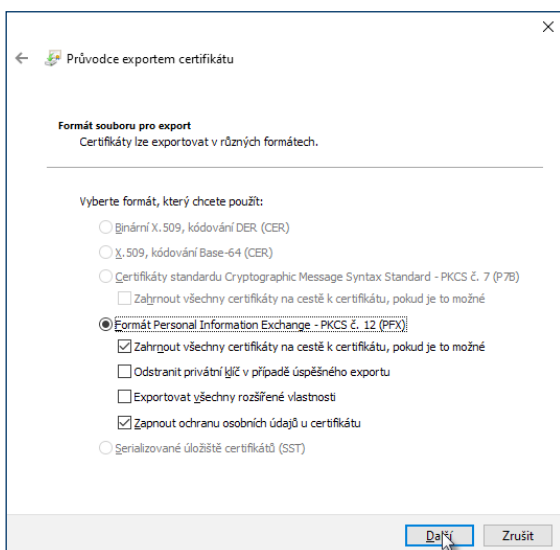 Průvodce exportem certifikátu
Formát souboru pro export
Certifikáty lze exportovat v různých formátech.
Vyberte formát, který chcete použít:
Binární X.509, kódování DER (CER)
X.509, kódování Base-64 (CER)
Certifikáty standardu Cryptographic Message Syntax Standard - PKCS č. 7 (P7B)
Zahrnout všechny certifikáty na cestě k certifikátu, pokud je to možné
Formát Personal Information Exchange - PKCS č. 12 (PFX)
Zahrnout všechny certifikáty na cestě k certifikátu, pokud je to možné
Odstranit privátní klíč v případě úspěšného exportu
Exportovat všechny rozšířené vlastnosti
Zapnout ochranu osobních údajů u certifikátu
Serializované úložiště certifikátů (SST)
Další
Zrušit